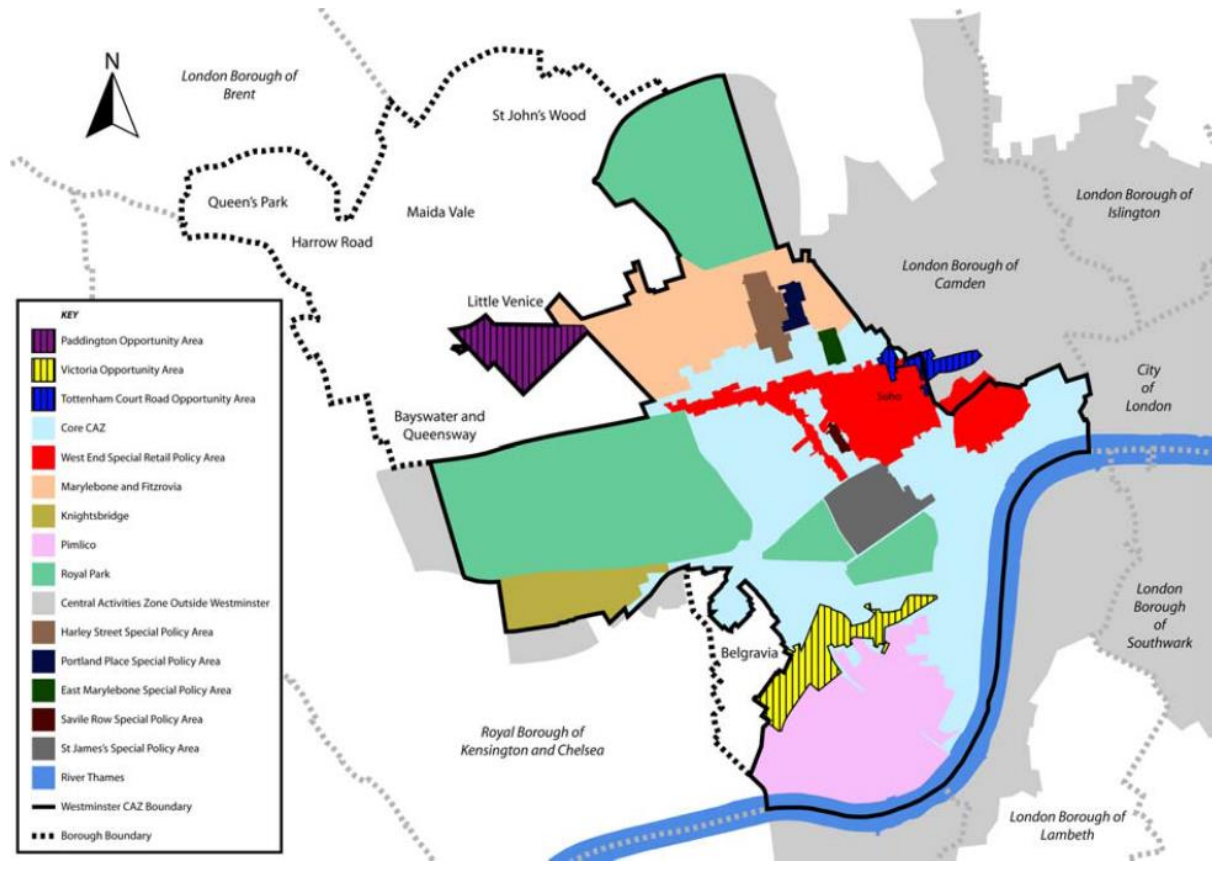 N
London Borough of
Brent
St John's Wood
Queen's Park
Maida Vale
Harrow Road
London Borough of
Islington
London Borough of
Camden
Little Venice
City
of
London
Bayswater and
Queensway
Soho
London
Borough
of
Southwark
Belgravia
Royal Borough of
Kensington and Chelsea
London Borough of
Lambeth
KEY
Paddington Opportunity Area
Victoria Opportunity Area
Tottenham Court Road Opportunity Area
Core CAZ
West End Special Retail Policy Area
Marylebone and Fitzrovia
Knightsbridge
Pimlico
Royal Park
Central Activities Zone Outside Westminster
Harley Street Special Policy Area
Portland Place Special Policy Area
East Marylebone Special Policy Area
Savile Row Special Policy Area
St James's Special Policy Area
River Thames
Westminster CAZ Boundary
Borough Boundary